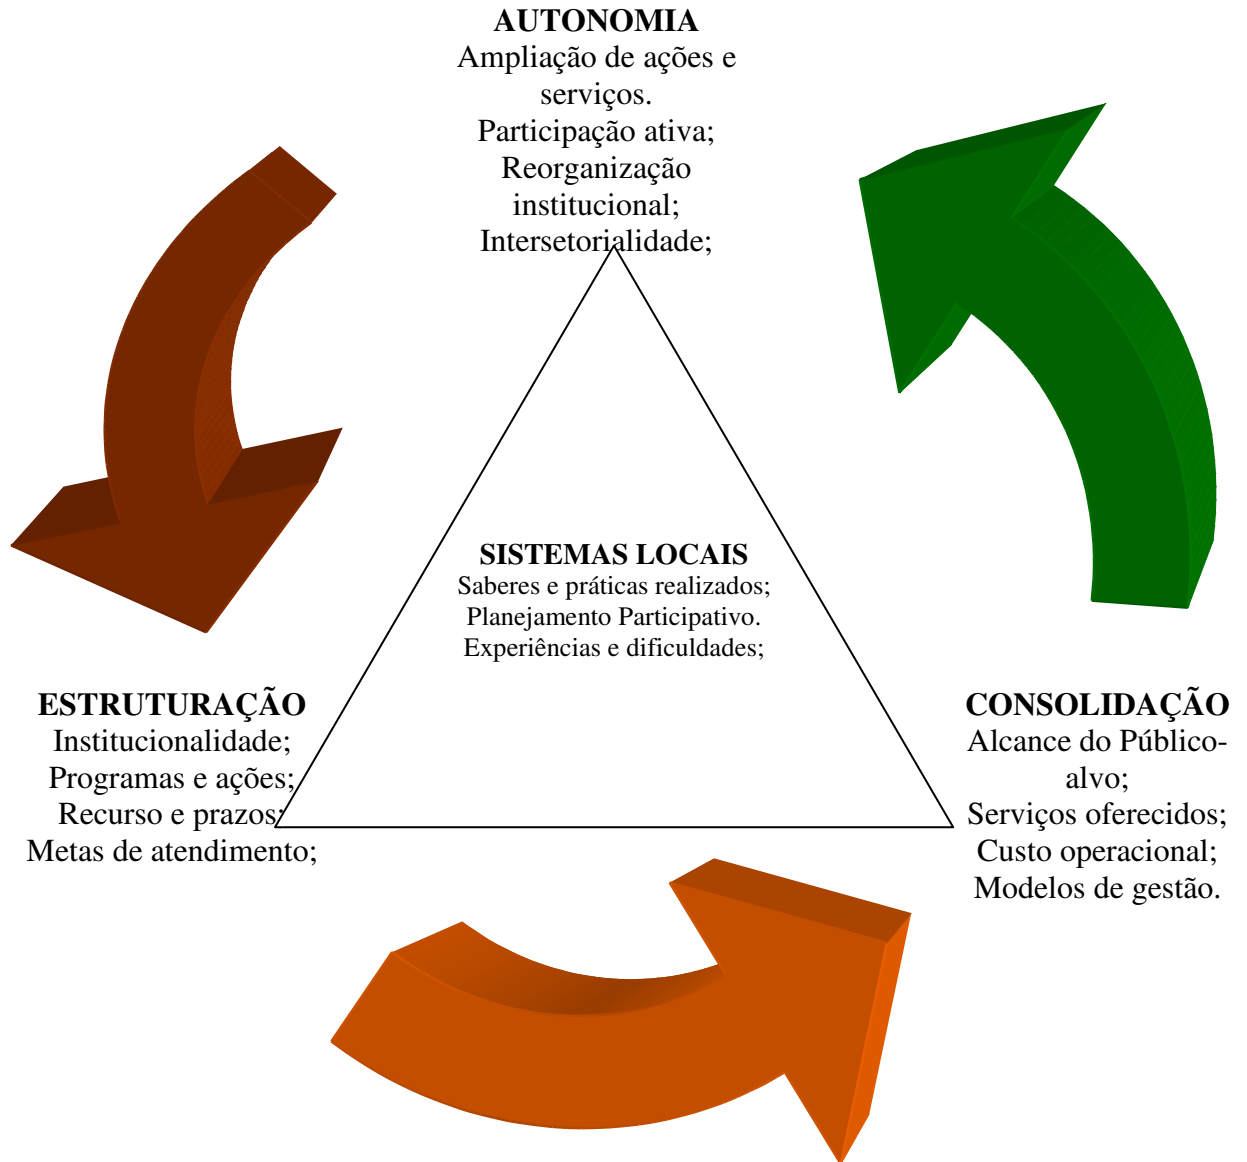 AUTONOMIA
Ampliação de ações e
serviços.
Participação ativa;
Reorganização
institucional;
Intersetorialidade;
SISTEMAS LOCAIS
Saberes e práticas realizados;
Planejamento Participativo.
Experiências e dificuldades;
ESTRUTURAÇÃO
Institucionalidade;
Programas e ações;
Recurso e prazos;
Metas de atendimento;
CONSOLIDAÇÃO
Alcance do Público-
alvo;
Serviços oferecidos;
Custo operacional;
Modelos de gestão.